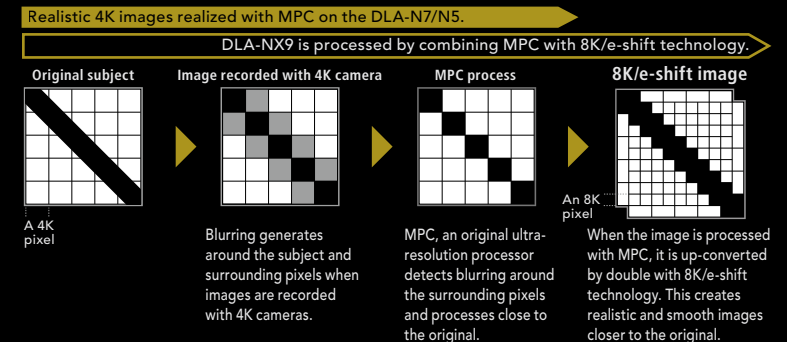 Realistic 4K images realized with MPC on the DLA-N7/N5.
DLA-NX9 is processed by combining MPC with 8K/e-shift technology.
Original subject
Image recorded with 4K camera
MPC process
8K/e-shift image
A 4K
pixel
An 8K
pixel
Blurring generates
around the subject and
surrounding pixels when
images are recorded
with 4K cameras.
MPC, an original ultra-
resolution processor
detects blurring around
the surrounding pixels
and processes close to
the original.
When the image is processed
with MPC, it is up-converted
by double with 8K/e-shift
technology. This creates
realistic and smooth images
closer to the original.